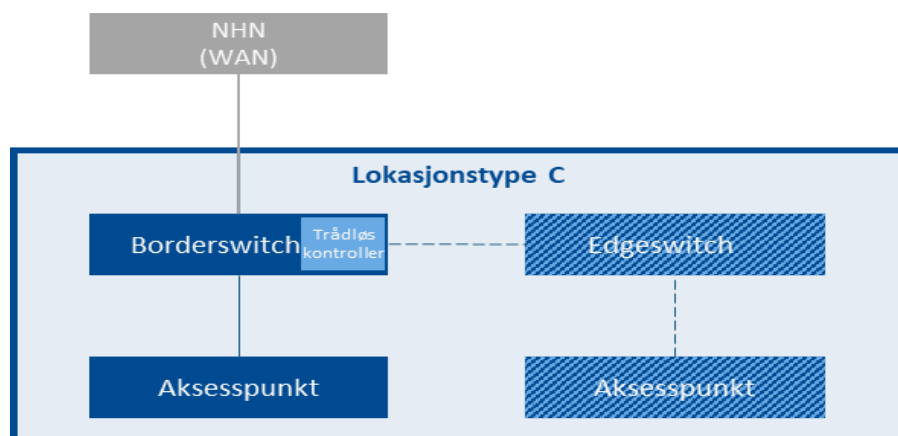 NHN
(WAN)
Lokasjonstype C
Borderswitch
Trådløs
kontroller
Edgeswitch
Aksesspunkt
Aksesspunkt